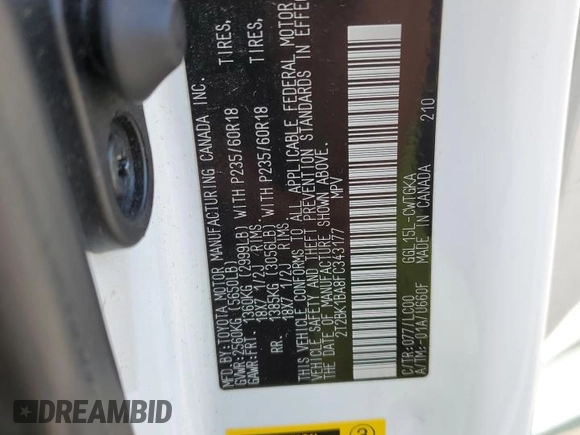 MFD. BY: TOYOTA MOTOR MANUFACTURING CANADA INC.
GVWR: 2560KG (5650LB)
GAWR: FRT. 1360KG (2999LB) WITH P235/60R18 TIRES,
18X7 1/2J RIMS.
RR. 1385KG (3056LB) WITH P235/60R18 TIRES,
18X7 1/2J RIMS.
THIS VEHICLE CONFORMS TO ALL APPLICABLE FEDERAL MOTOR
VEHICLE SAFETY AND THEFT PREVENTION STANDARDS IN EFFE
ON THE DATE OF MANUFACTURE SHOWN ABOVE.
2T2BK1BA8FC343177 MPV
C/TR:077/LC00 GGL15L-CWTGKA 210
A/TM:-01A/U660F MADE IN CANADA
3
DREAMBID